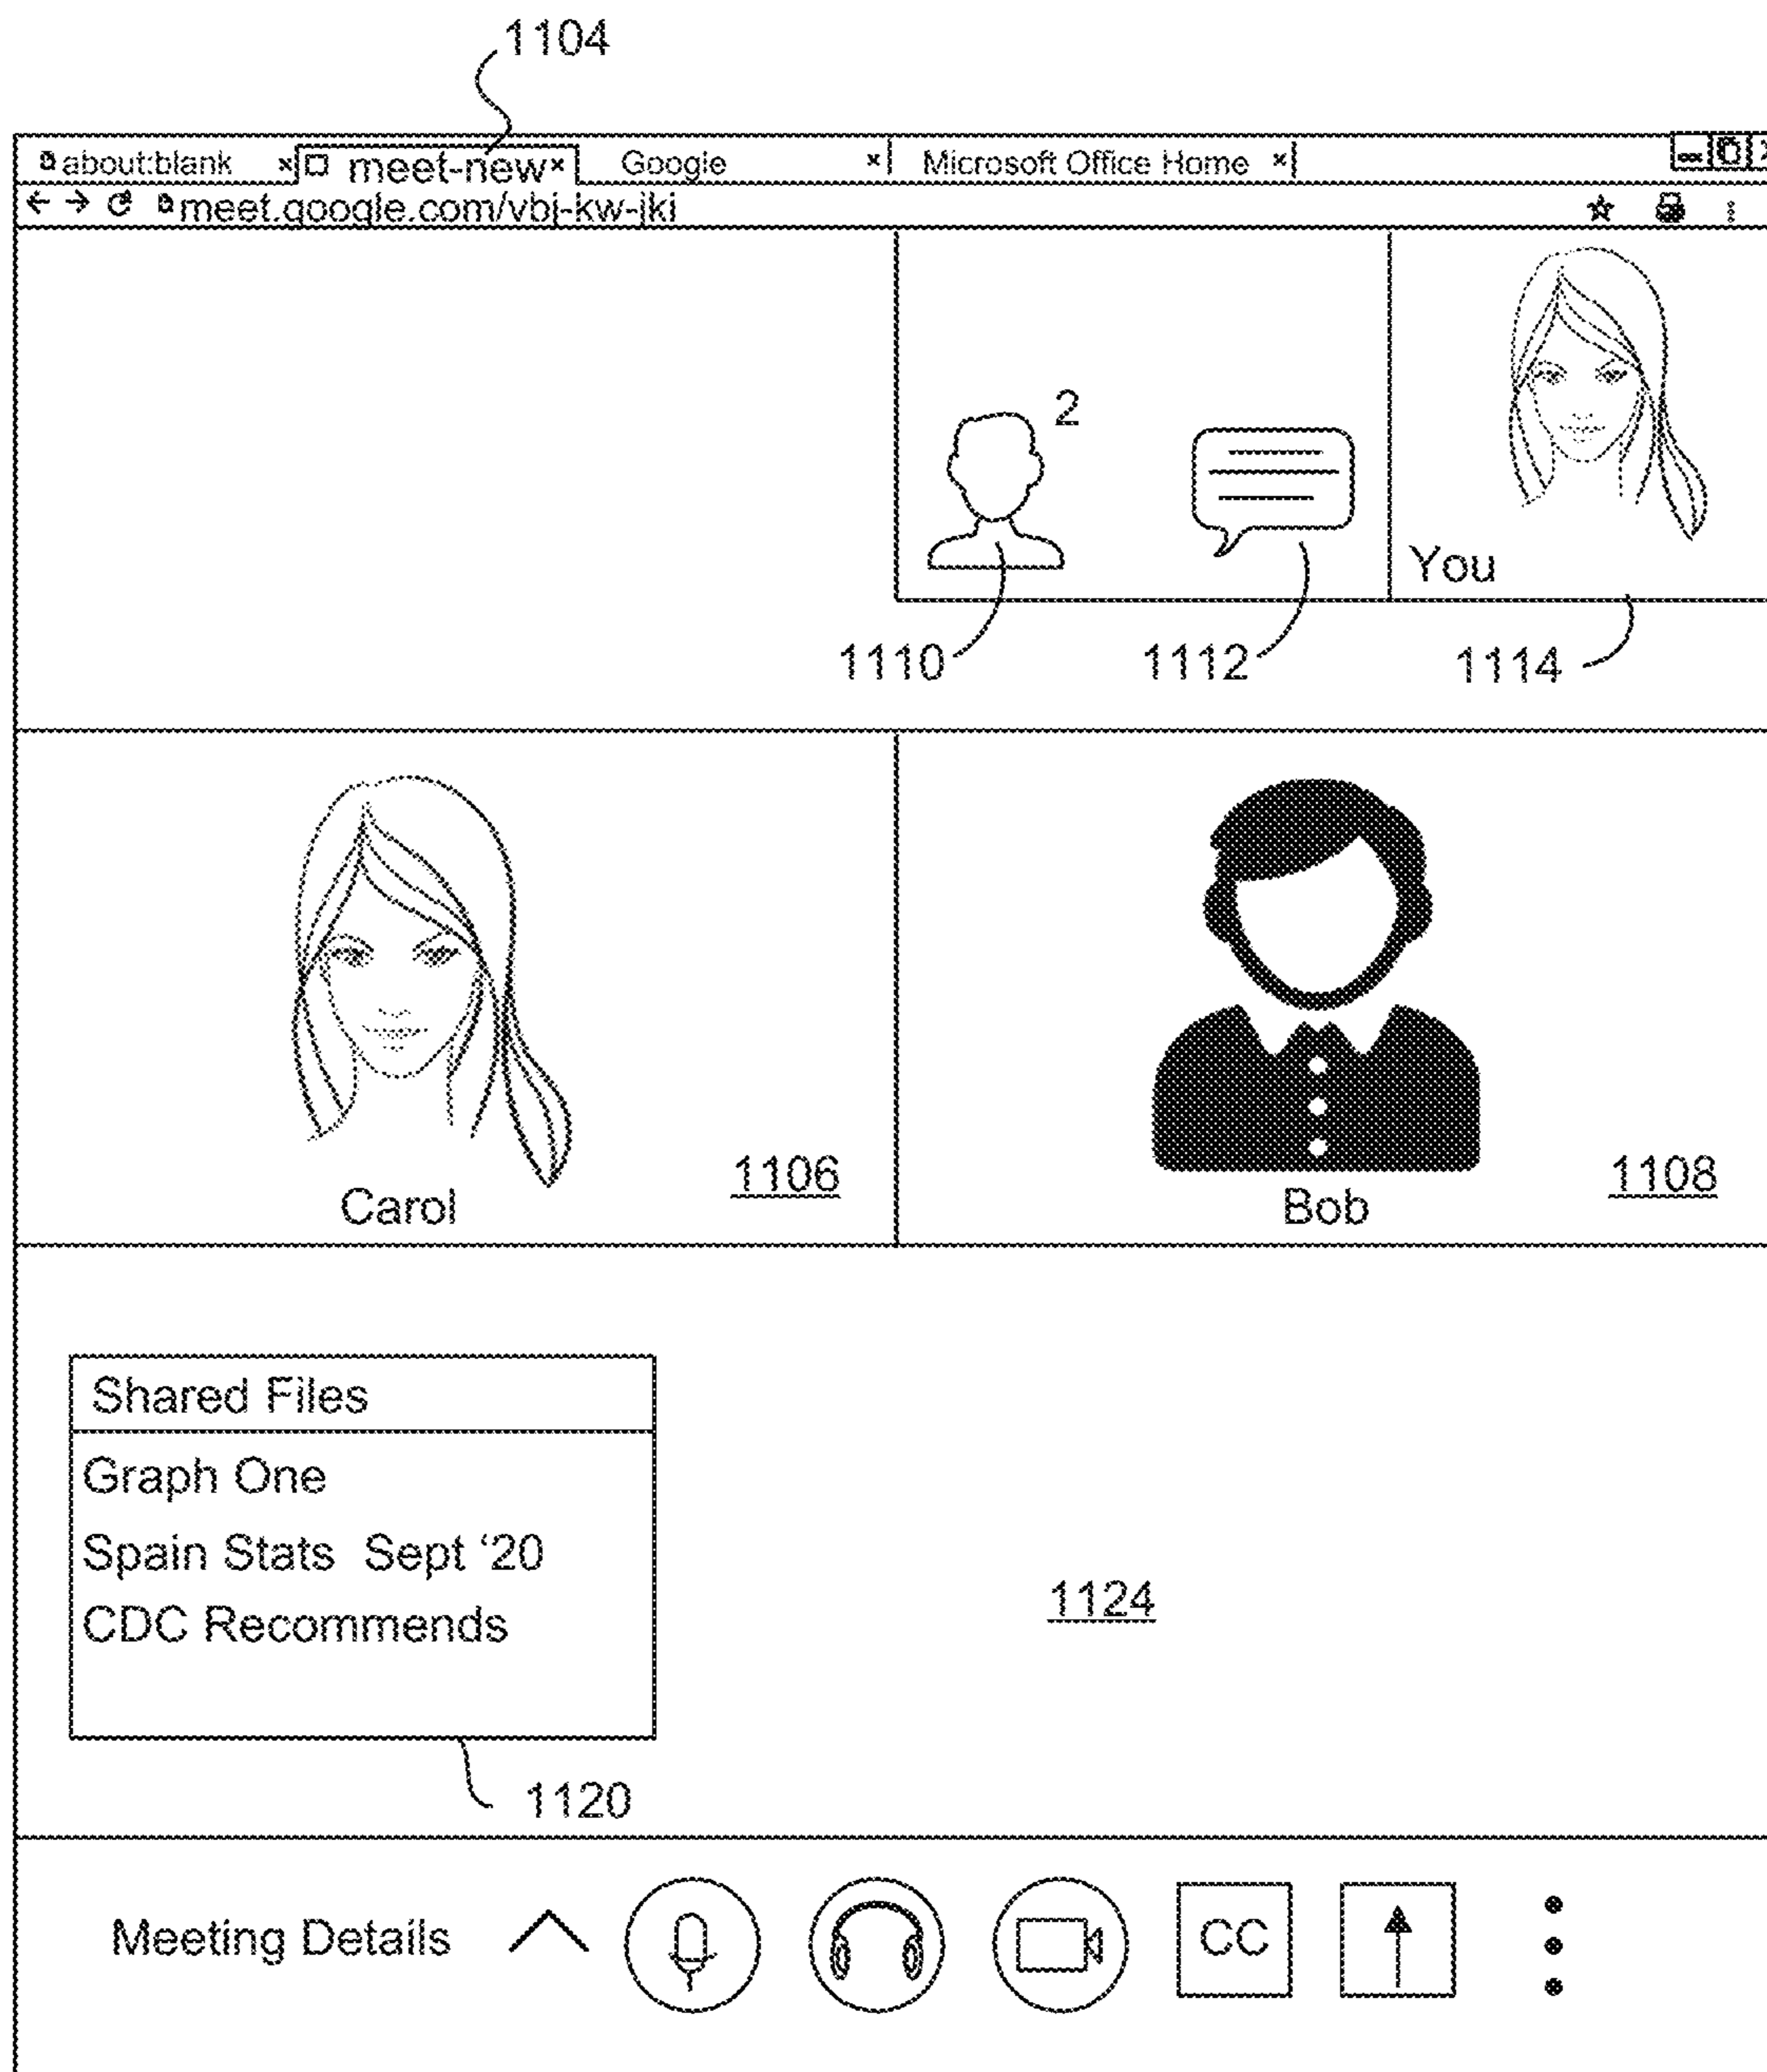 1104
about:blank × meet-new × Google × Microsoft Office Home ×
meet.google.com/vbj-kw-jki
2
You
1110 1112 1114
1106 1108
Carol Bob
Shared Files
Graph One
Spain Stats Sept ‘20
CDC Recommends
1124
1120
Meeting Details CC